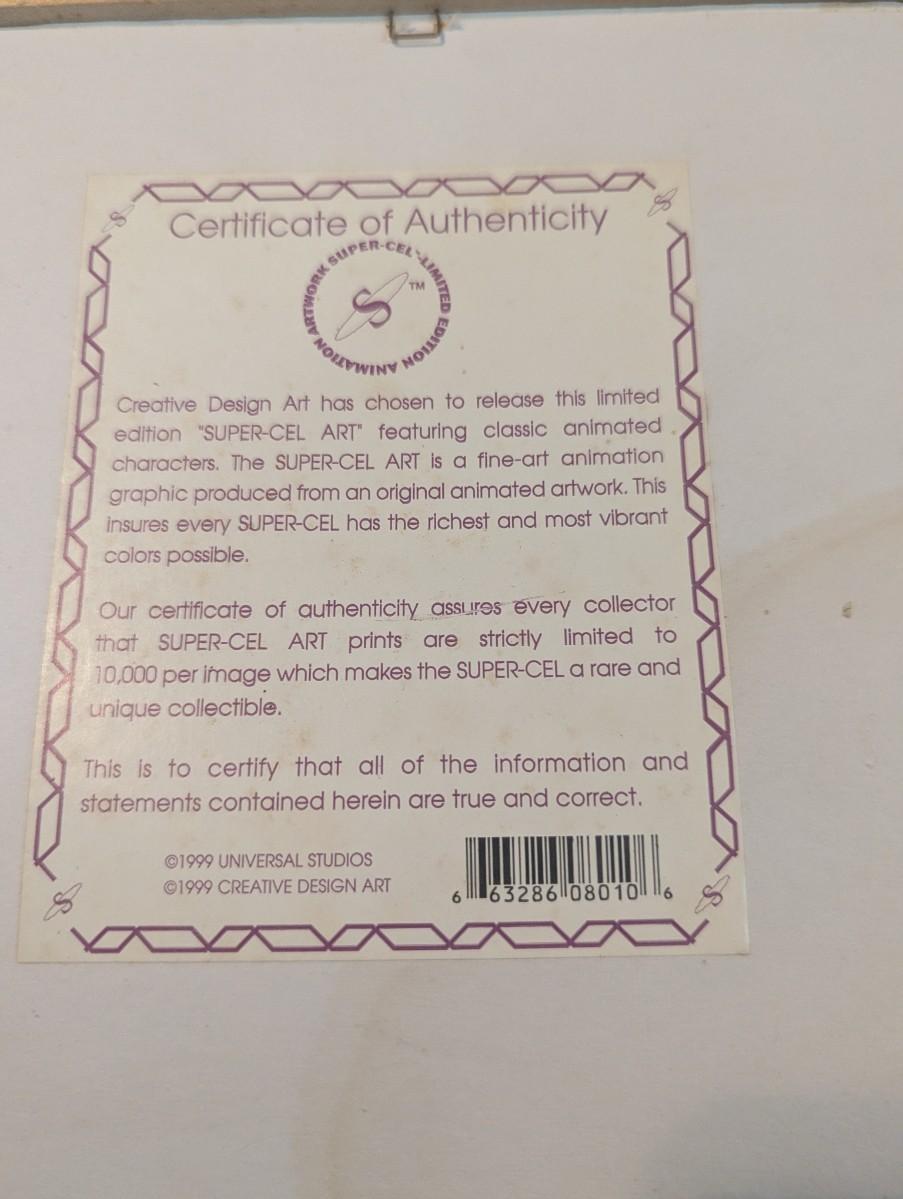 Certificate of Authenticity
SUPER-CEL™-LIMITED EDITION ANIMATION ARTWORK
S
™
Creative Design Art has chosen to release this limited
edition "SUPER-CEL ART" featuring classic animated
characters. The SUPER-CEL ART is a fine-art animation
graphic produced from an original animated artwork. This
insures every SUPER-CEL has the richest and most vibrant
colors possible.
Our certificate of authenticity assures every collector
that SUPER-CEL ART prints are strictly limited to
10,000 per image which makes the SUPER-CEL a rare and
unique collectible.
This is to certify that all of the information and
statements contained herein are true and correct.
©1999 UNIVERSAL STUDIOS
©1999 CREATIVE DESIGN ART
6 63286 08010 6